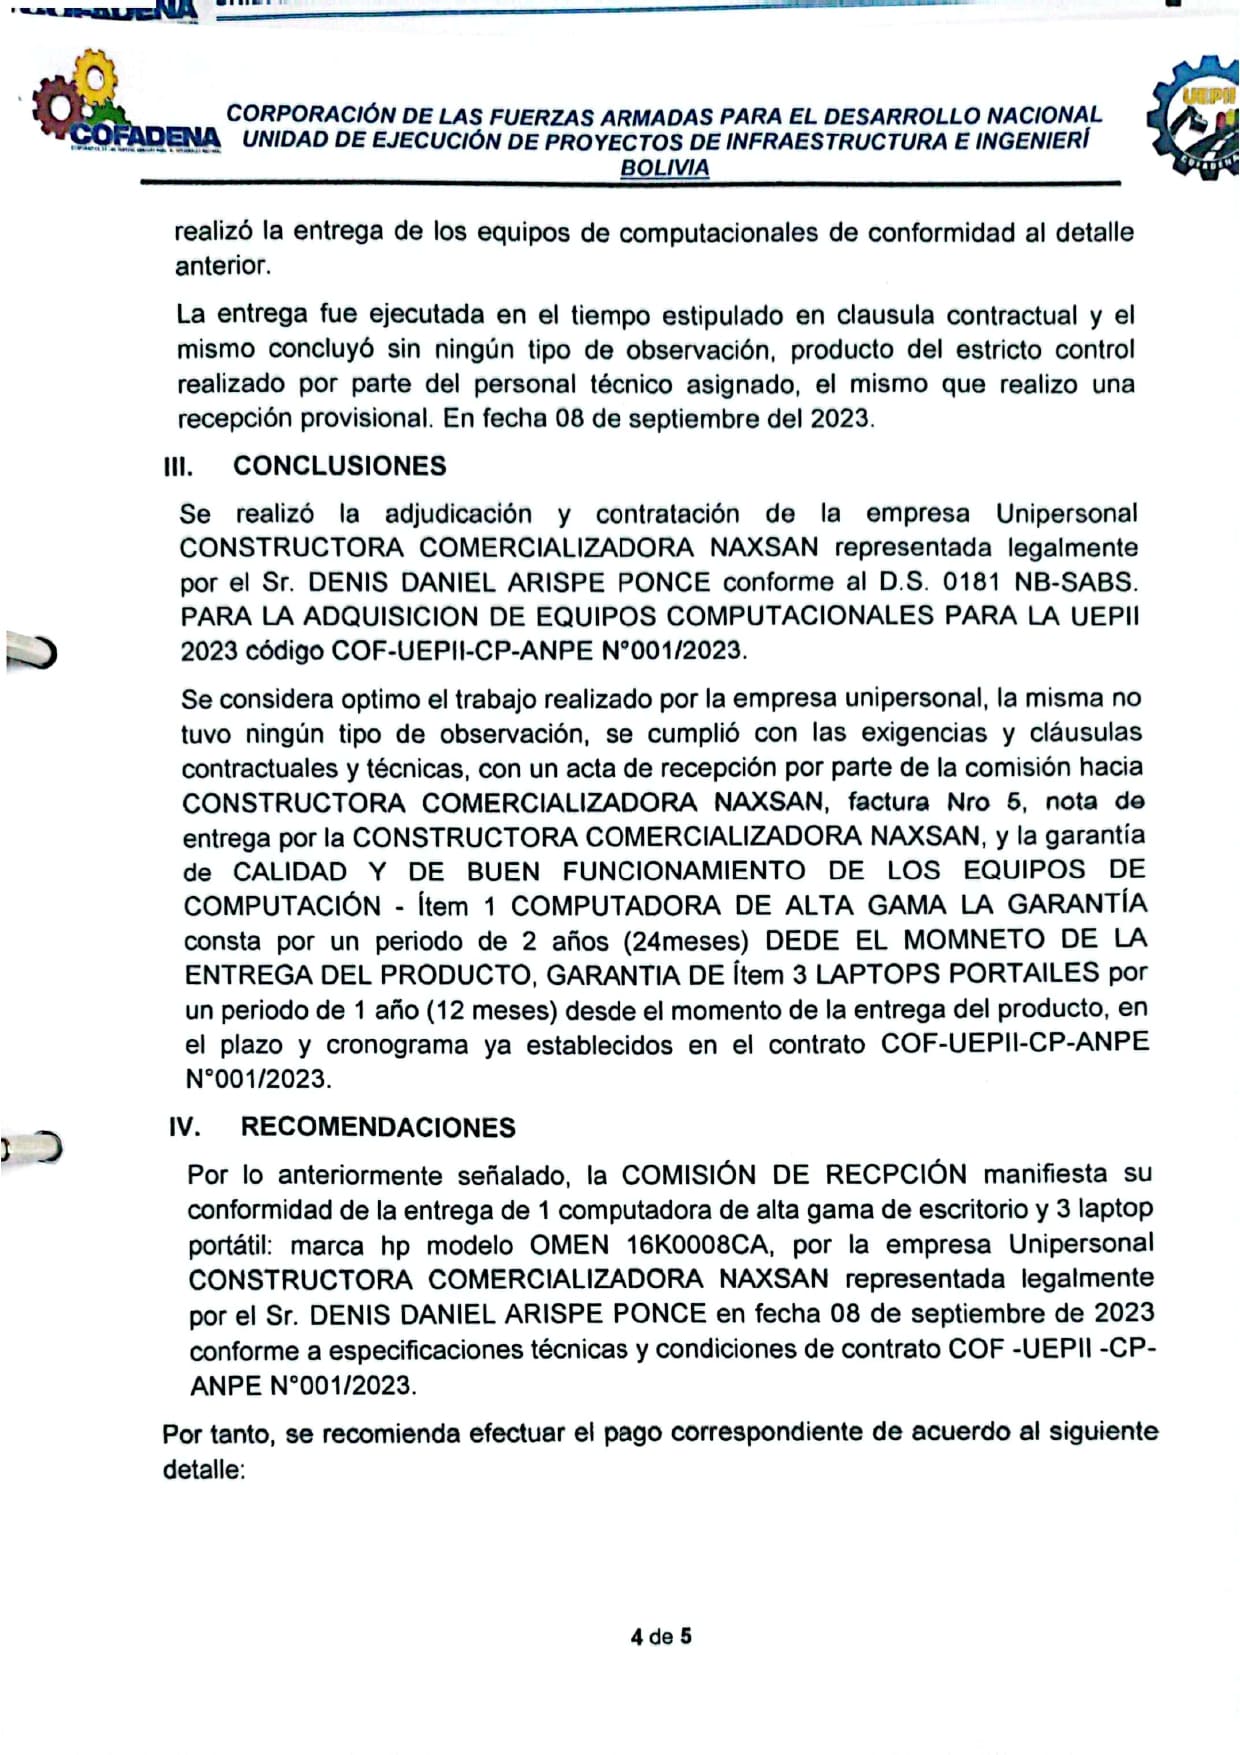 COFADENA
CORPORACIÓN DE LAS FUERZAS ARMADAS PARA EL DESARROLLO NACIONAL
UNIDAD DE EJECUCIÓN DE PROYECTOS DE INFRAESTRUCTURA E INGENIERÍ
BOLIVIA
UEPII
COFADENA
realizó la entrega de los equipos de computacionales de conformidad al detalle
anterior.
La entrega fue ejecutada en el tiempo estipulado en clausula contractual y el
mismo concluyó sin ningún tipo de observación, producto del estricto control
realizado por parte del personal técnico asignado, el mismo que realizo una
recepción provisional. En fecha 08 de septiembre del 2023.
III. CONCLUSIONES
Se realizó la adjudicación y contratación de la empresa Unipersonal
CONSTRUCTORA COMERCIALIZADORA NAXSAN representada legalmente
por el Sr. DENIS DANIEL ARISPE PONCE conforme al D.S. 0181 NB-SABS.
PARA LA ADQUISICION DE EQUIPOS COMPUTACIONALES PARA LA UEPII
2023 código COF-UEPII-CP-ANPE N°001/2023.
Se considera optimo el trabajo realizado por la empresa unipersonal, la misma no
tuvo ningún tipo de observación, se cumplió con las exigencias y cláusulas
contractuales y técnicas, con un acta de recepción por parte de la comisión hacia
CONSTRUCTORA COMERCIALIZADORA NAXSAN, factura Nro 5, nota de
entrega por la CONSTRUCTORA COMERCIALIZADORA NAXSAN, y la garantía
de CALIDAD Y DE BUEN FUNCIONAMIENTO DE LOS EQUIPOS DE
COMPUTACIÓN - Ítem 1 COMPUTADORA DE ALTA GAMA LA GARANTÍA
consta por un periodo de 2 años (24meses) DEDE EL MOMNETO DE LA
ENTREGA DEL PRODUCTO, GARANTIA DE Ítem 3 LAPTOPS PORTAILES por
un periodo de 1 año (12 meses) desde el momento de la entrega del producto, en
el plazo y cronograma ya establecidos en el contrato COF-UEPII-CP-ANPE
N°001/2023.
IV. RECOMENDACIONES
Por lo anteriormente señalado, la COMISIÓN DE RECPCIÓN manifiesta su
conformidad de la entrega de 1 computadora de alta gama de escritorio y 3 laptop
portátil: marca hp modelo OMEN 16K0008CA, por la empresa Unipersonal
CONSTRUCTORA COMERCIALIZADORA NAXSAN representada legalmente
por el Sr. DENIS DANIEL ARISPE PONCE en fecha 08 de septiembre de 2023
conforme a especificaciones técnicas y condiciones de contrato COF -UEPII -CP-
ANPE N°001/2023.
Por tanto, se recomienda efectuar el pago correspondiente de acuerdo al siguiente
detalle:
4 de 5